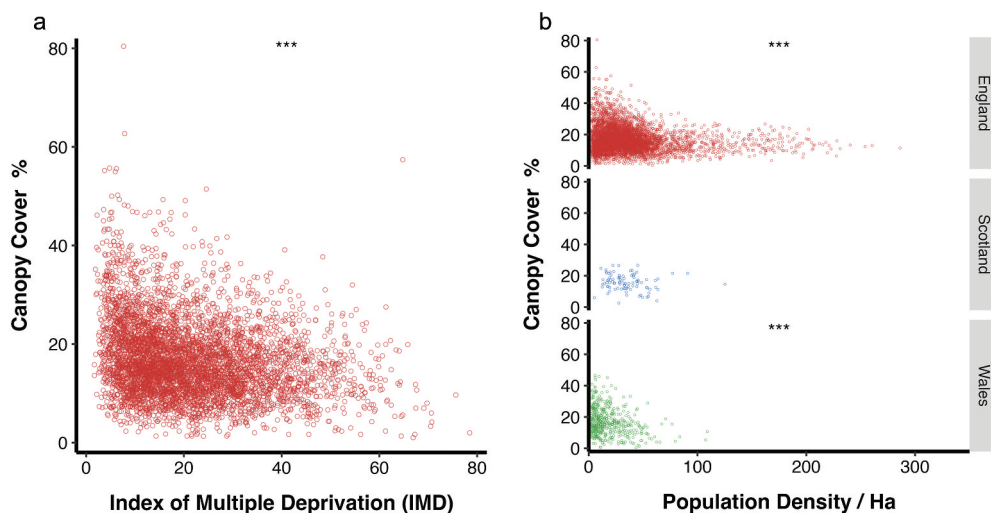 a
***
80
60
40
20
0
Canopy Cover %
0 20 40 60 80
Index of Multiple Deprivation (IMD)
b
***
80
60
40
20
0
England
80
60
40
20
0
Scotland
***
80
60
40
20
0
Wales
Canopy Cover %
0 100 200 300
Population Density / Ha